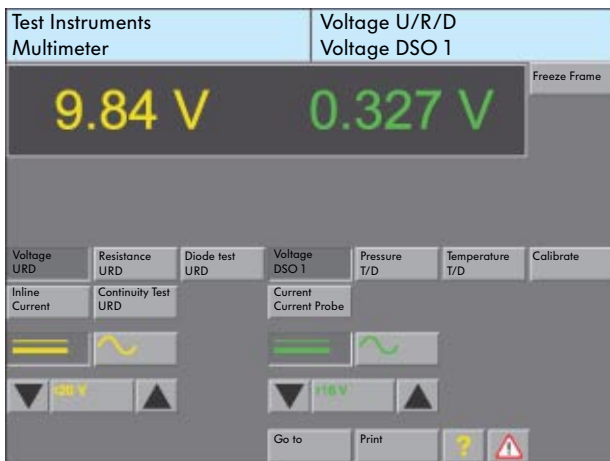 Test Instruments
Multimeter
Voltage U/R/D
Voltage DSO 1
Freeze Frame
9.84 V
0.327 V
Voltage
URD
Resistance
URD
Diode test
URD
Voltage
DSO 1
Pressure
T/D
Temperature
T/D
Calibrate
Inline
Current
Continuity Test
URD
Current
Current Probe
Go to
Print
?